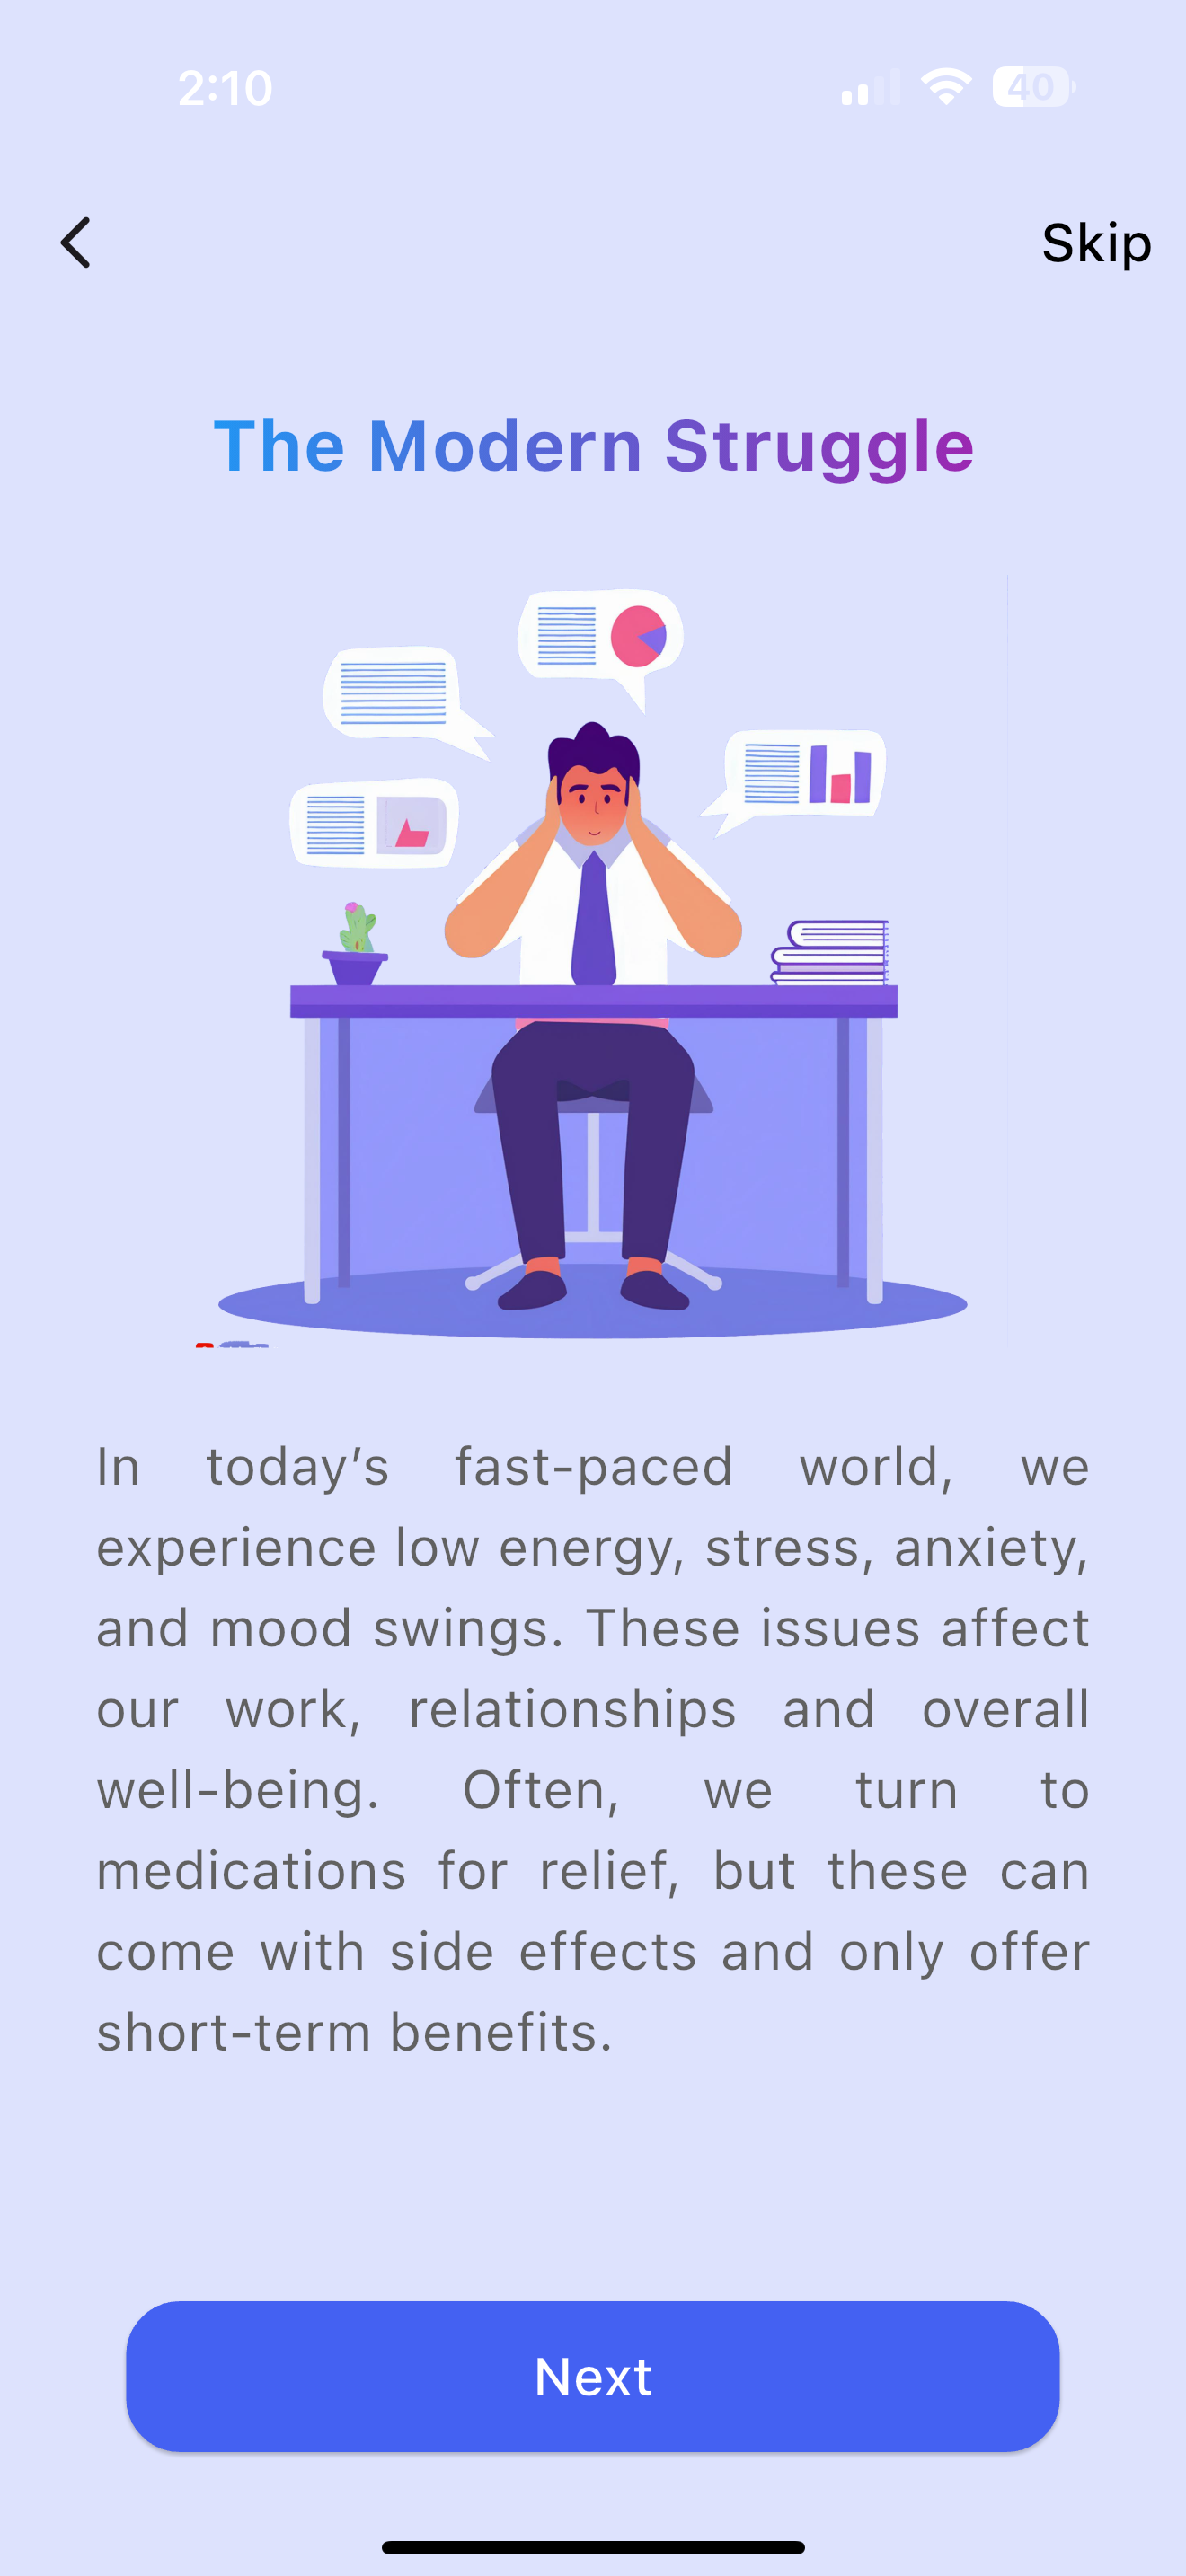 2:10
40
Skip
The Modern Struggle
In today’s fast-paced world, we
experience low energy, stress, anxiety,
and mood swings. These issues affect
our work, relationships and overall
well-being. Often, we turn to
medications for relief, but these can
come with side effects and only offer
short-term benefits.
Next